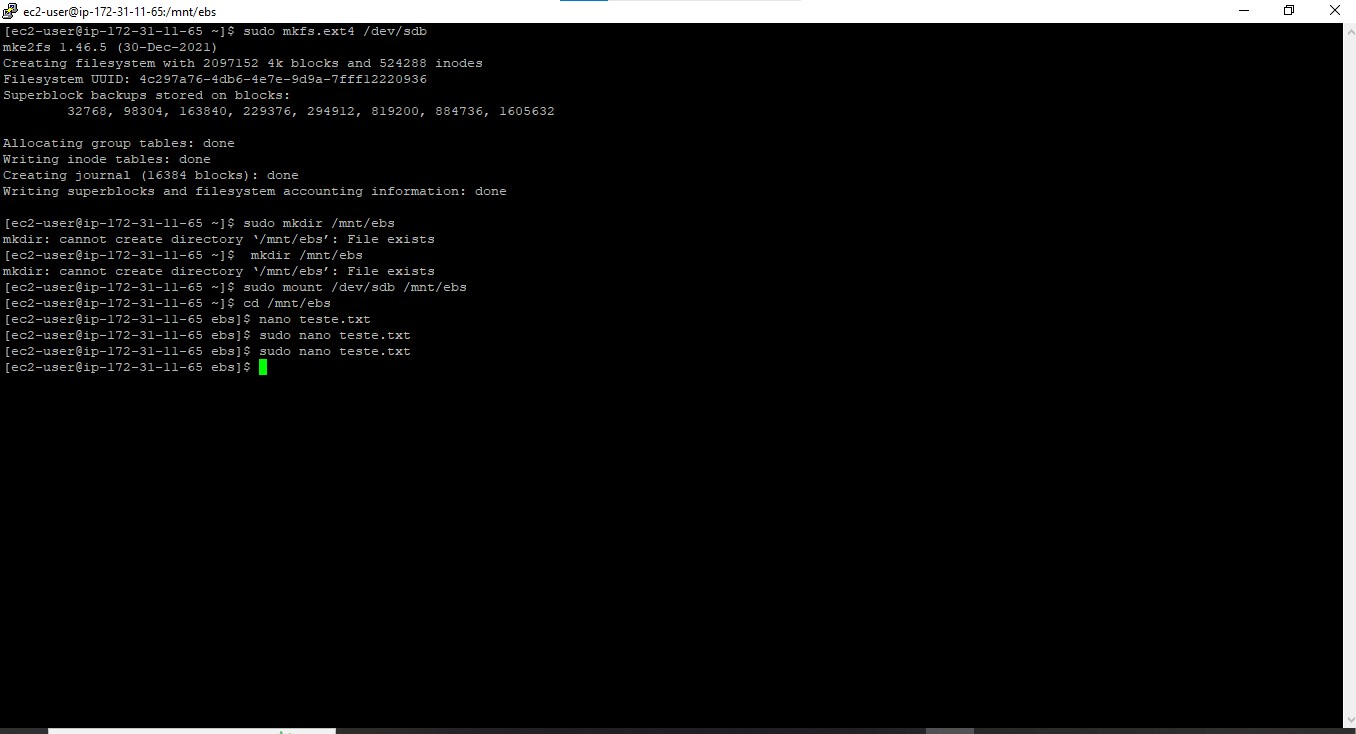 ec2-user@ip-172-31-11-65:/mnt/ebs
[ec2-user@ip-172-31-11-65 ~]$ sudo mkfs.ext4 /dev/sdb
mke2fs 1.46.5 (30-Dec-2021)
Creating filesystem with 2097152 4k blocks and 524288 inodes
Filesystem UUID: 4c297a76-4db6-4e7e-9d9a-7fff12220936
Superblock backups stored on blocks:
        32768, 98304, 163840, 229376, 294912, 819200, 884736, 1605632

Allocating group tables: done
Writing inode tables: done
Creating journal (16384 blocks): done
Writing superblocks and filesystem accounting information: done

[ec2-user@ip-172-31-11-65 ~]$ sudo mkdir /mnt/ebs
mkdir: cannot create directory ‘/mnt/ebs’: File exists
[ec2-user@ip-172-31-11-65 ~]$  mkdir /mnt/ebs
mkdir: cannot create directory ‘/mnt/ebs’: File exists
[ec2-user@ip-172-31-11-65 ~]$ sudo mount /dev/sdb /mnt/ebs
[ec2-user@ip-172-31-11-65 ~]$ cd /mnt/ebs
[ec2-user@ip-172-31-11-65 ebs]$ nano teste.txt
[ec2-user@ip-172-31-11-65 ebs]$ sudo nano teste.txt
[ec2-user@ip-172-31-11-65 ebs]$ sudo nano teste.txt
[ec2-user@ip-172-31-11-65 ebs]$